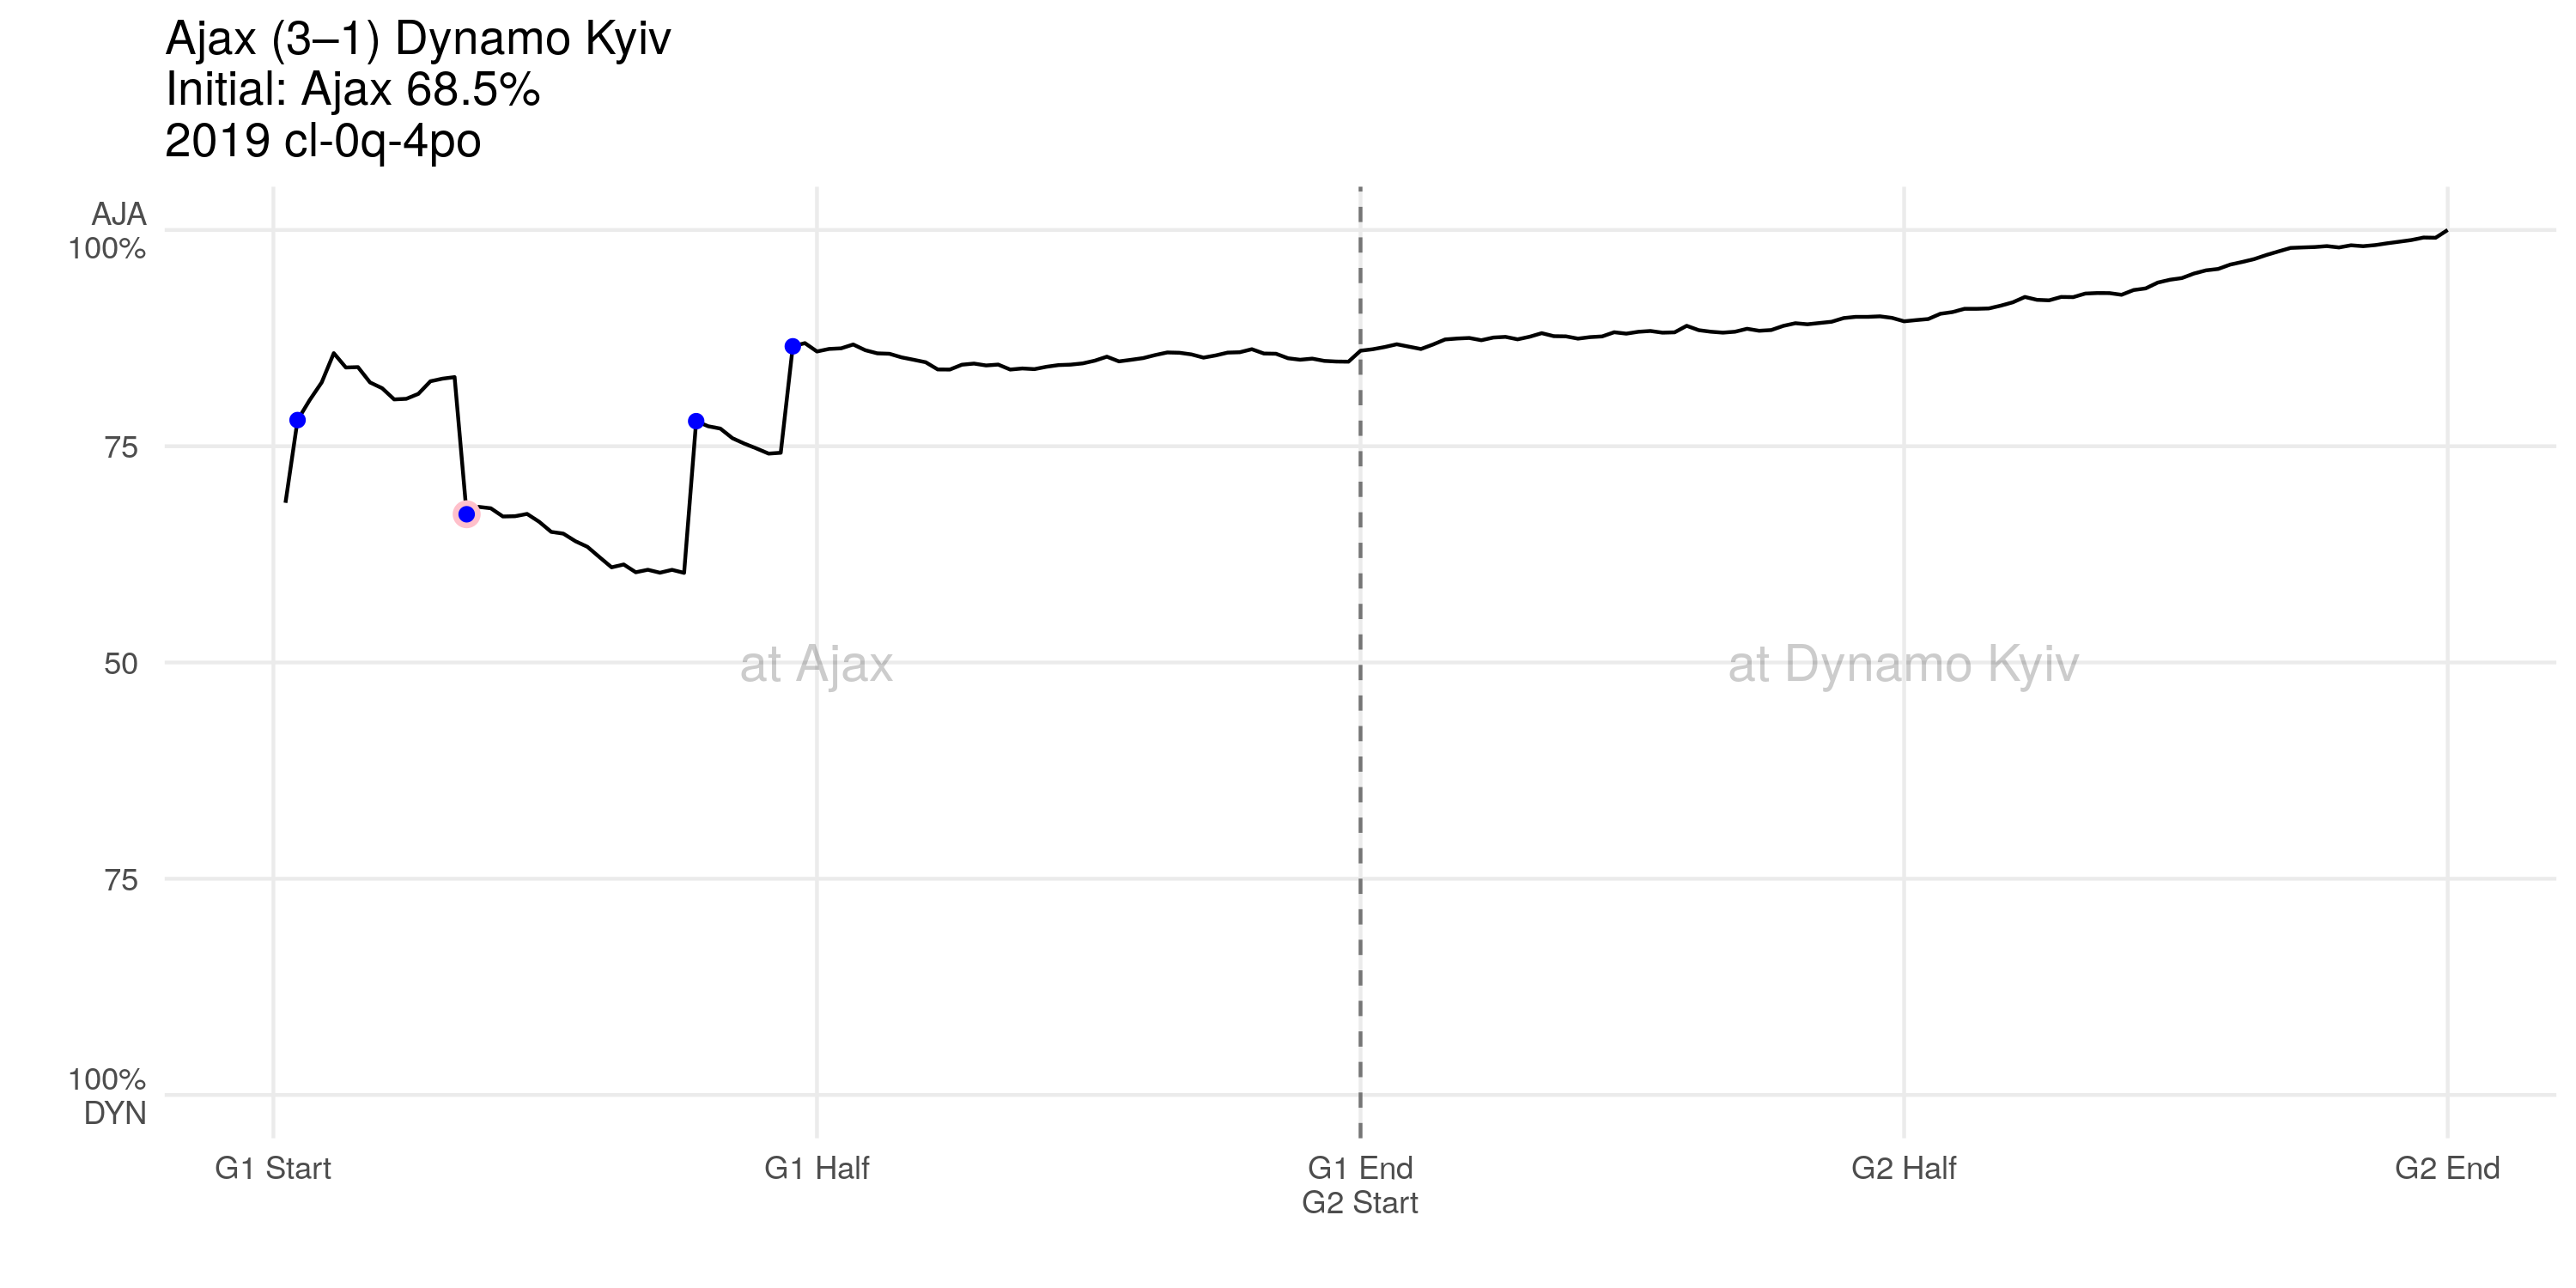 Ajax (3–1) Dynamo Kyiv
Initial: Ajax 68.5%
2019 cl-0q-4po
AJA
100%
75
50
75
100%
DYN
at Ajax
at Dynamo Kyiv
G1 Start
G1 Half
G1 End
G2 Start
G2 Half
G2 End